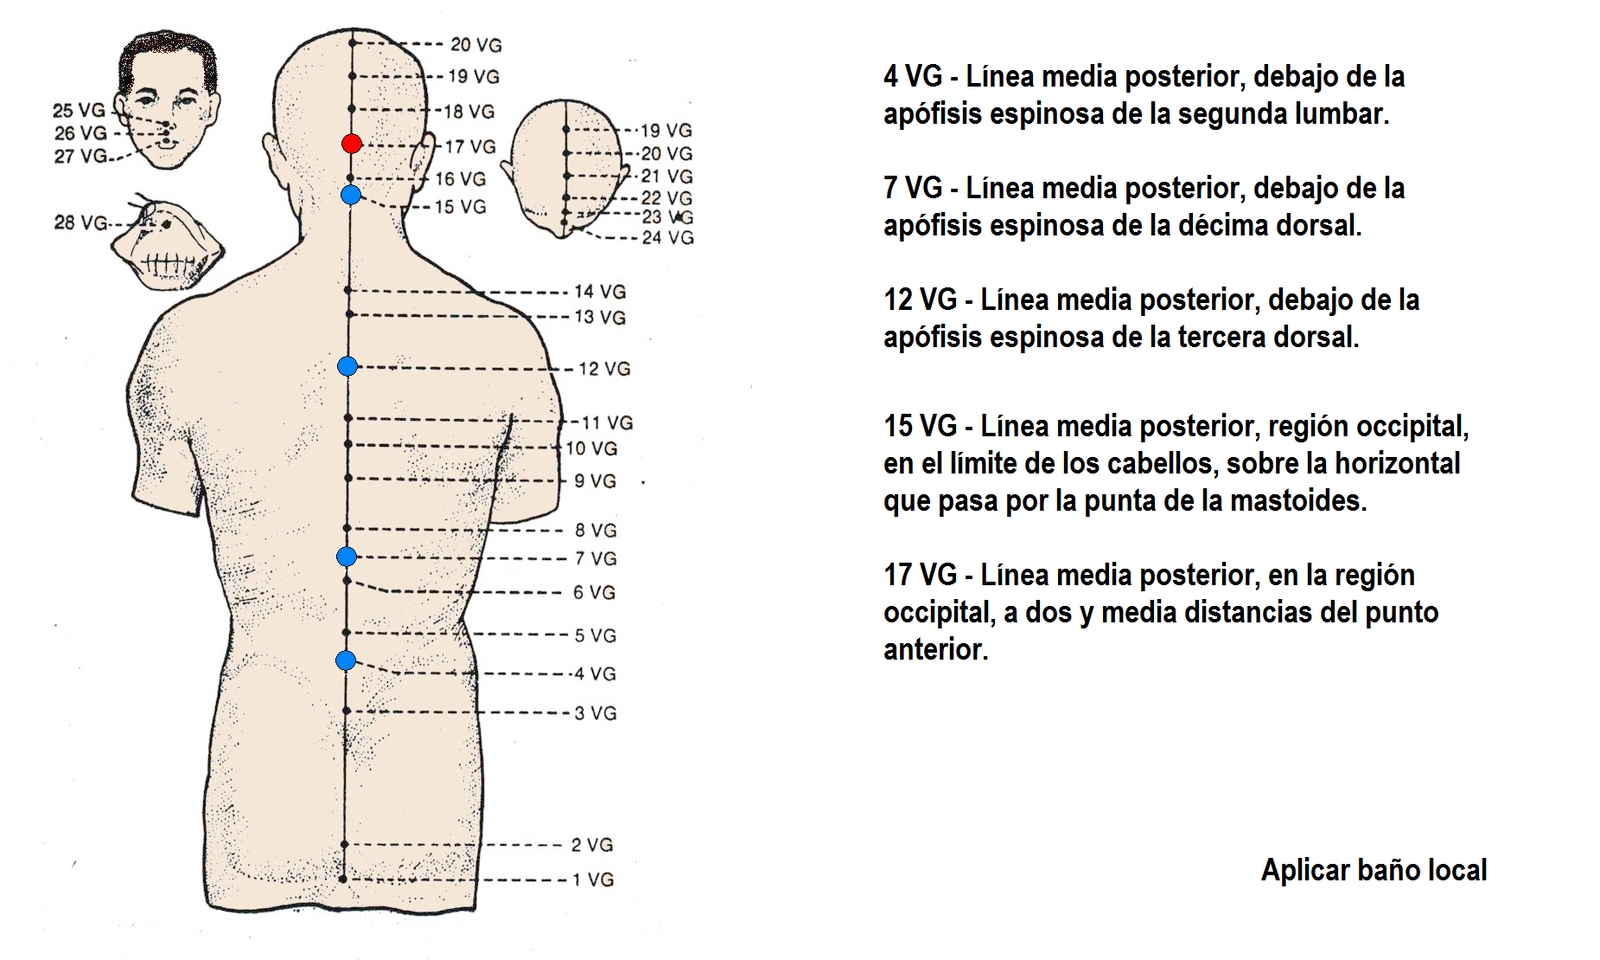 20 VG
19 VG
18 VG
17 VG
16 VG
15 VG
25 VG
26 VG
27 VG
28 VG
19 VG
20 VG
21 VG
22 VG
23 VG
24 VG
14 VG
13 VG
12 VG
11 VG
10 VG
9 VG
8 VG
7 VG
6 VG
5 VG
4 VG
3 VG
2 VG
1 VG
4 VG - Línea media posterior, debajo de la
apófisis espinosa de la segunda lumbar.
7 VG - Línea media posterior, debajo de la
apófisis espinosa de la décima dorsal.
12 VG - Línea media posterior, debajo de la
apófisis espinosa de la tercera dorsal.
15 VG - Línea media posterior, región occipital,
en el límite de los cabellos, sobre la horizontal
que pasa por la punta de la mastoides.
17 VG - Línea media posterior, en la región
occipital, a dos y media distancias del punto
anterior.
Aplicar baño local